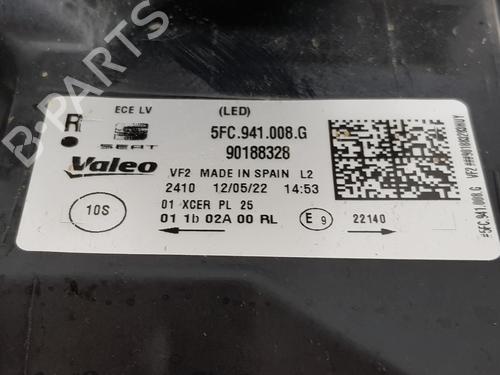 R
ECE LV
(LED)
SEAT
5FC.941.008.G
90188328
Valeo
VF2 MADE IN SPAIN L2
2410 12/05/22 14:53
10S
01 XCER PL 25
01 1b 02A 00 RL
E9
22140
#5FC.941.008.G
B-PARTS